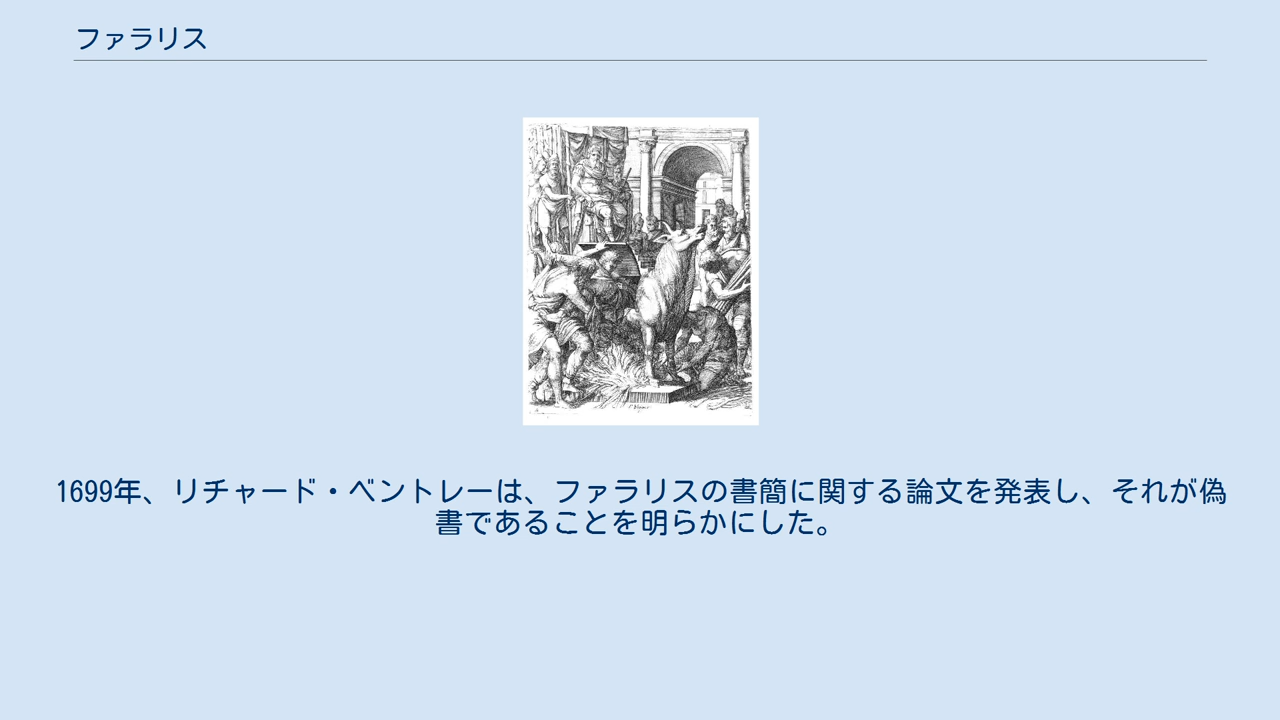 ファラリス
1699年、リチャード・ベントレーは、ファラリスの書簡に関する論文を発表し、それが偽
書であることを明らかにした。